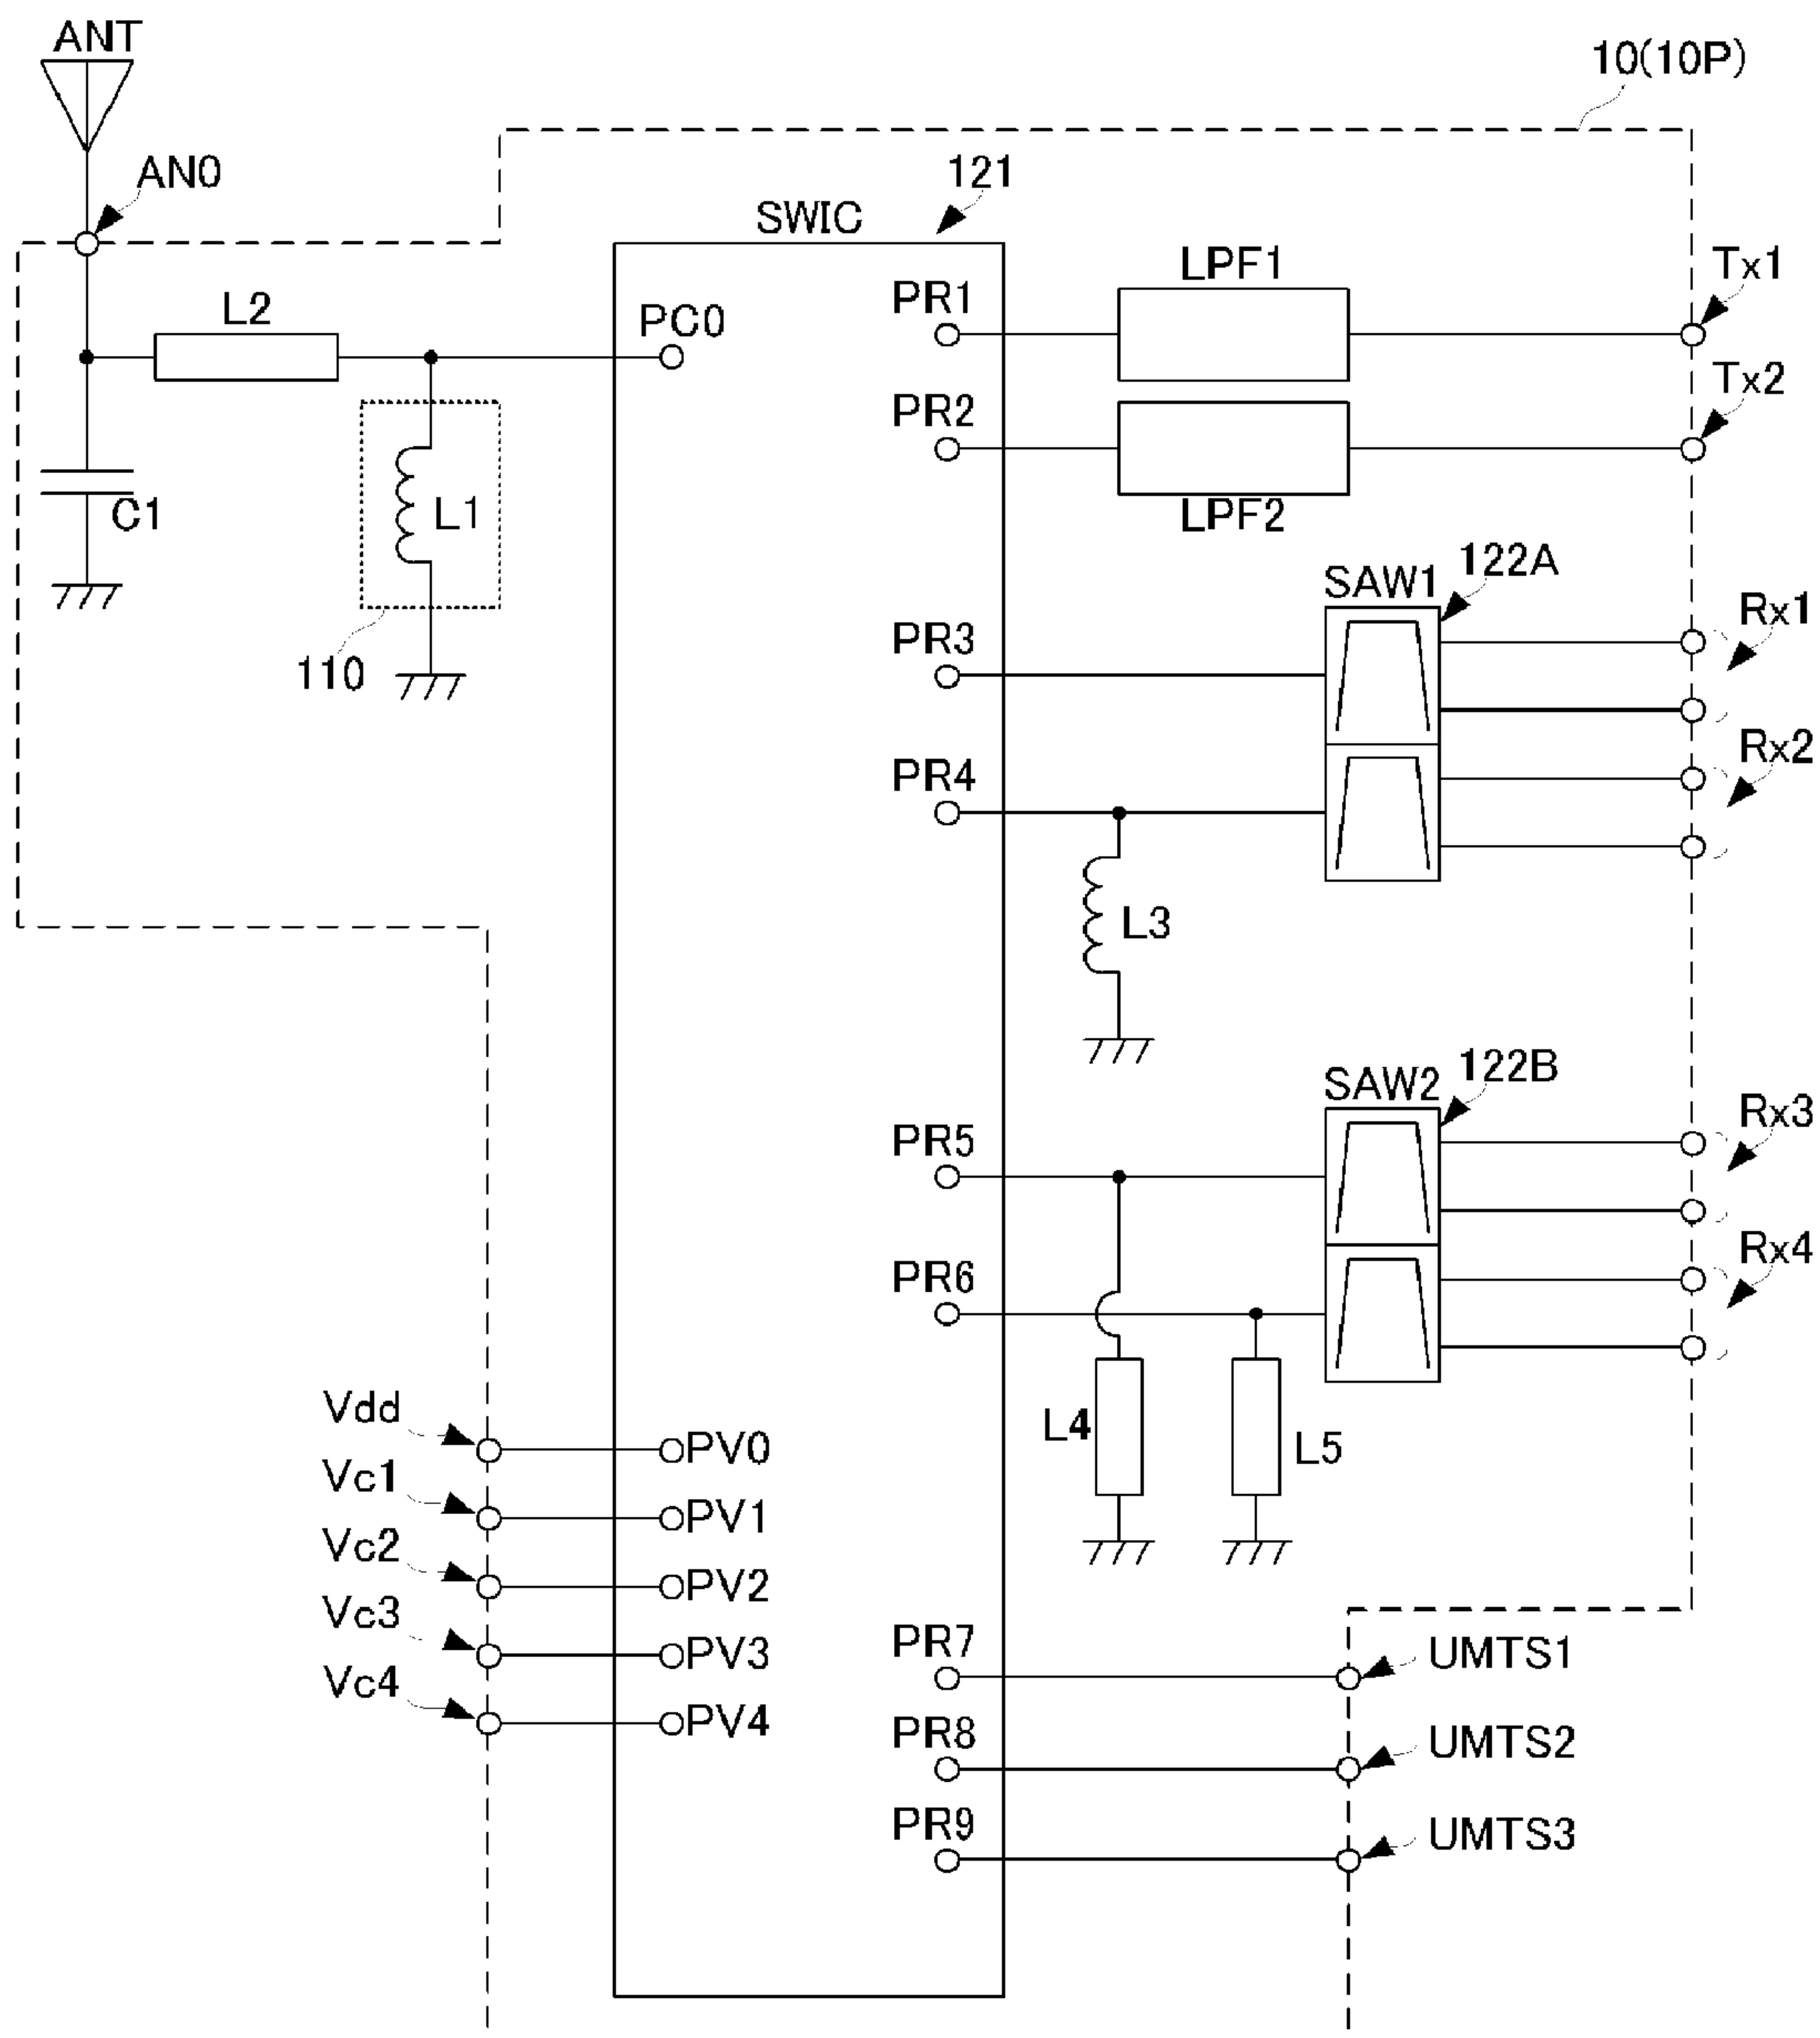 ANT
10(10P)
AN0
121
SWIC
LPF1
Tx1
PR1
L2
PC0
Tx2
PR2
C1
L1
LPF2
SAW1
122A
Rx1
PR3
110
Rx2
PR4
L3
SAW2
122B
Rx3
PR5
Rx4
PR6
Vdd
L4
L5
PV0
Vc1
PV1
Vc2
PV2
Vc3
PR7
UMTS1
PV3
Vc4
PV4
PR8
UMTS2
PR9
UMTS3